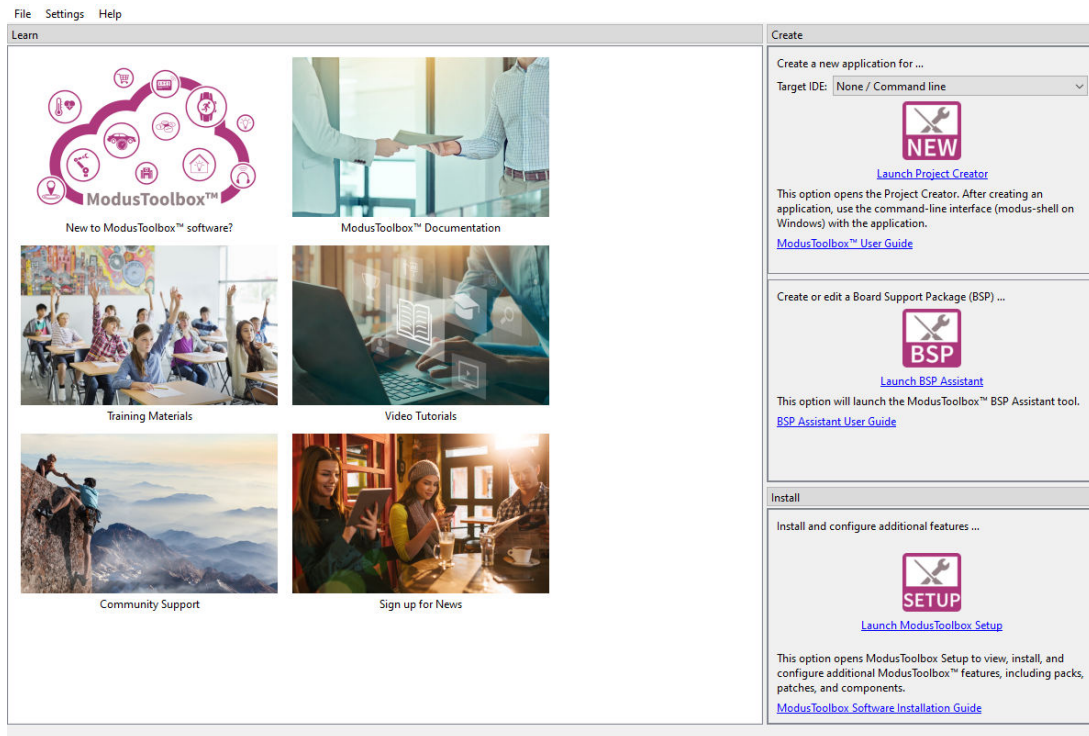 File Settings Help
Learn
ModusToolbox™
New to ModusToolbox™ software?
ModusToolbox™ Documentation
Training Materials
Video Tutorials
Community Support
Sign up for News
Create
Create a new application for ...
Target IDE: None / Command line
NEW
Launch Project Creator
This option opens the Project Creator. After creating an
application, use the command-line interface (modus-shell on
Windows) with the application.
ModusToolbox™ User Guide
Create or edit a Board Support Package (BSP) ...
BSP
Launch BSP Assistant
This option will launch the ModusToolbox™ BSP Assistant tool.
BSP Assistant User Guide
Install
Install and configure additional features ...
SETUP
Launch ModusToolbox Setup
This option opens ModusToolbox Setup to view, install, and
configure additional ModusToolbox™ features, including packs,
patches, and components.
ModusToolbox Software Installation Guide